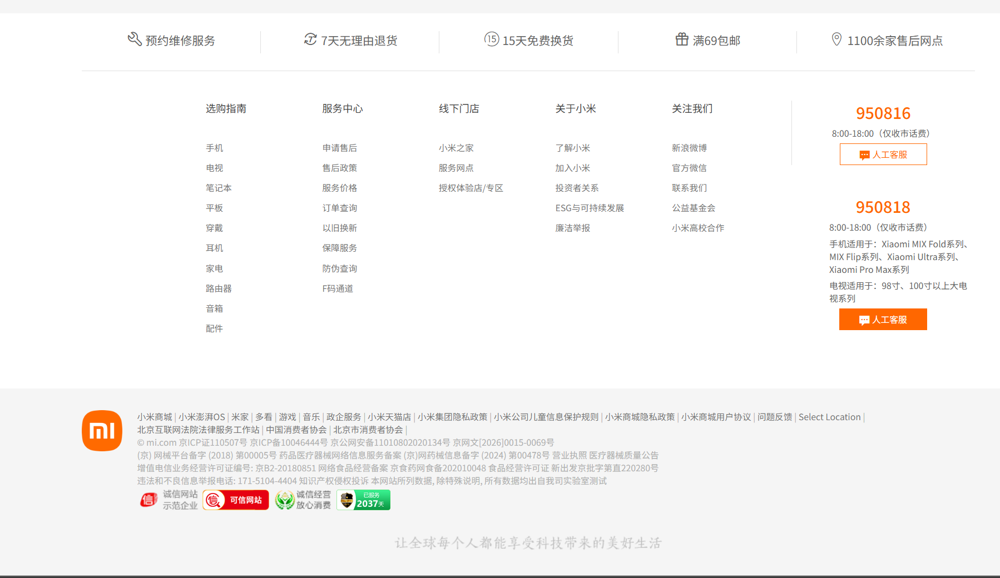 预约维修服务
7天无理由退货
15天免费换货
满69包邮
1100余家售后网点
选购指南
手机
电视
笔记本
平板
穿戴
耳机
家电
路由器
音箱
配件
服务中心
申请售后
售后政策
服务价格
订单查询
以旧换新
保障服务
防伪查询
F码通道
线下门店
小米之家
服务网点
授权体验店/专区
关于小米
了解小米
加入小米
投资者关系
ESG与可持续发展
廉洁举报
关注我们
新浪微博
官方微信
联系我们
公益基金会
小米高校合作
950816
8:00-18:00（仅收市话费）
人工客服
950818
8:00-18:00（仅收市话费）
手机适用于：Xiaomi MIX Fold系列、
MIX Flip系列、Xiaomi Ultra系列、
Xiaomi Pro Max系列
电视适用于：98寸、100寸以上大电
视系列
人工客服
小米商城 | 小米澎湃OS | 米家 | 多看 | 游戏 | 音乐 | 政企服务 | 小米天猫店 | 小米集团隐私政策 | 小米公司儿童信息保护规则 | 小米商城隐私政策 | 小米商城用户协议 | 问题反馈 | Select Location |
北京互联网法院法律服务工作站 | 中国消费者协会 | 北京市消费者协会 |
© mi.com 京ICP证110507号 京ICP备10046444号 京公网安备11010802020134号 京网文[2026]0015-0069号
(京) 网械平台备字 (2018) 第00005号 药品医疗器械网络信息服务备案 (京)网药械信息备字 (2024) 第00478号 营业执照 医疗器械质量公告
增值电信业务经营许可证编号: 京B2-20180851 网络食品经营备案 京食药网食备202010048 食品经营许可证 新出发京批字第直220280号
违法和不良信息举报电话: 171-5104-4404 知识产权侵权投诉 本网站所列数据, 除特殊说明, 所有数据均出自我司实验室测试
诚信网站
示范企业
可信网站
诚信经营
放心消费
已服务
2037天
让全球每个人都能享受科技带来的美好生活